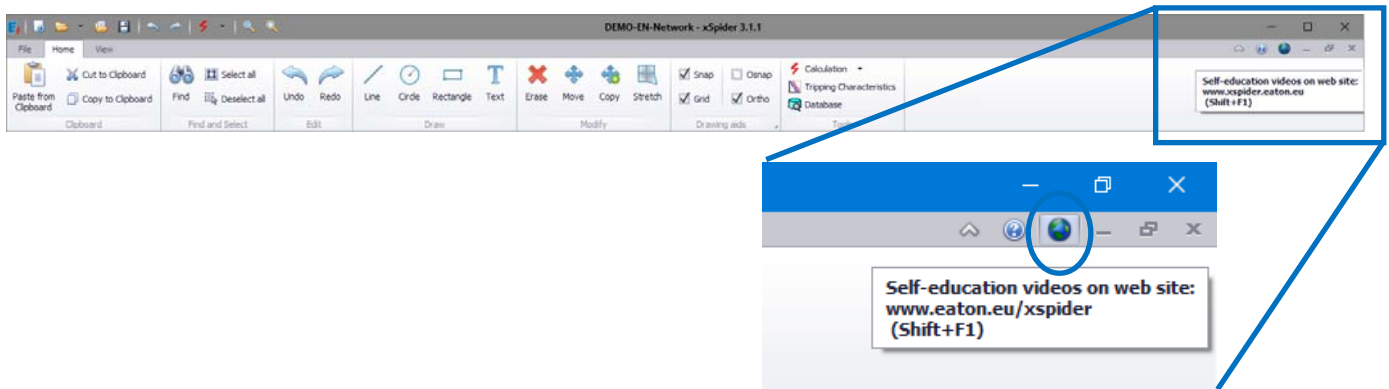 DEMO-EN-Network - xSpider 3.1.1
File Home View
Paste from Clipboard
Cut to Clipboard
Copy to Clipboard
Clipboard
Find
Select all
Deselect all
Find and Select
Undo Redo
Edit
Line Circle Rectangle Text
Draw
Erase Move Copy Stretch
Modify
Snap Osnap
Grid Ortho
Drawing aids
Calculation
Tripping Characteristics
Database
Self-education videos on web site:
www.xspider.eaton.eu
(Shift+F1)
Self-education videos on web site:
www.eaton.eu/xspider
(Shift+F1)